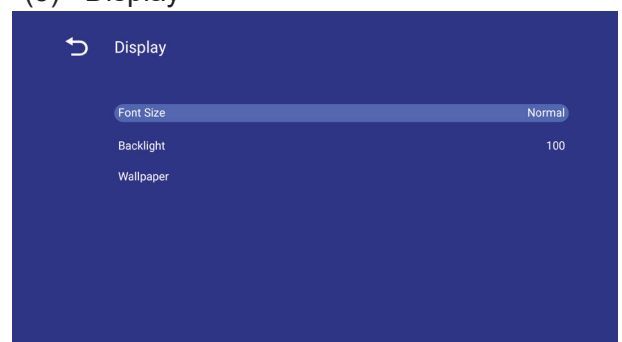 Display
Display
Font Size Normal
Backlight 100
Wallpaper